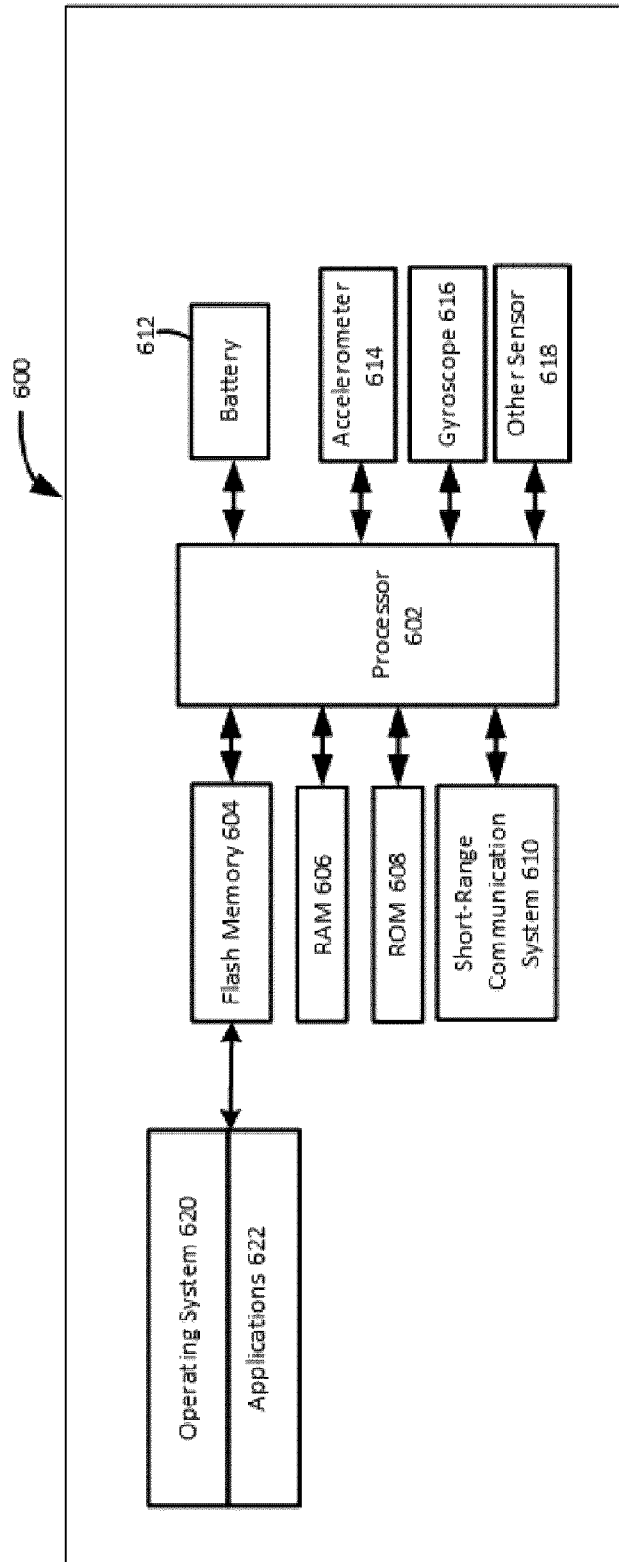 600
Operating System 620
Applications 622
Flash Memory 604
RAM 606
ROM 608
Short-Range
Communication
System 610
Processor
602
612
Battery
Accelerometer
614
Gyroscope 616
Other Sensor
618